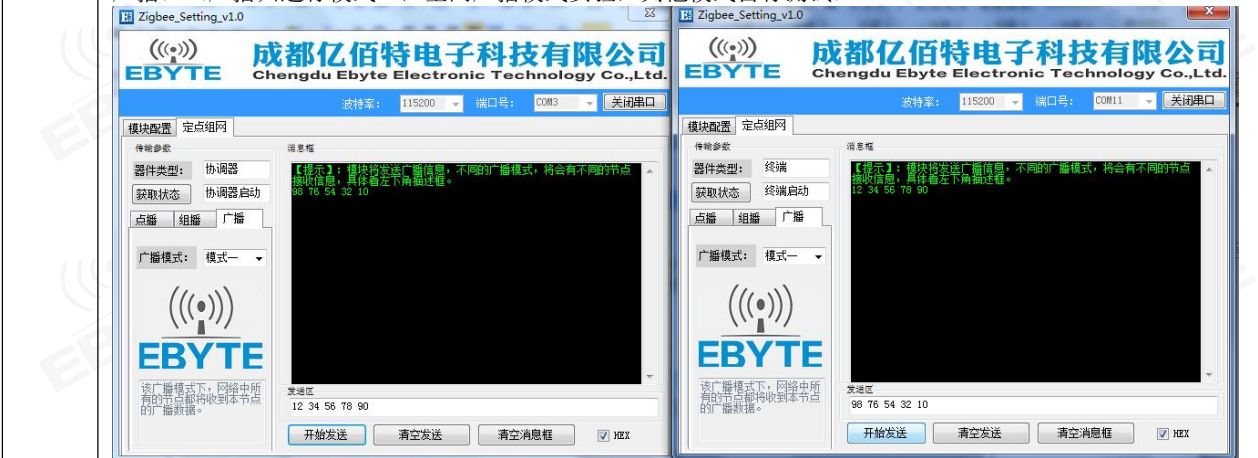 Zigbee_Setting_v1.0
EBYTE
成都亿佰特电子科技有限公司
Chengdu Ebyte Electronic Technology Co.,Ltd.
波特率: 115200 端口号: COM3 关闭串口
模块配置 定点组网
传输参数
器件类型: 协调器
获取状态 协调器启动
点播 组播 广播
广播模式: 模式一
EBYTE
该广播模式下,网络中所
有的节点都将收到本节点
的广播数据。
消息框
【提示】:模块将发送广播信息,不同的广播模式,将会有不同的节点
接收信息,具体看左下角描述框。
98 76 54 32 10
发送区
12 34 56 78 90
开始发送 清空发送 清空消息框 HEX
Zigbee_Setting_v1.0
EBYTE
成都亿佰特电子科技有限公司
Chengdu Ebyte Electronic Technology Co.,Ltd.
波特率: 115200 端口号: COM11 关闭串口
模块配置 定点组网
传输参数
器件类型: 终端
获取状态 终端启动
点播 组播 广播
广播模式: 模式一
EBYTE
该广播模式下,网络中所
有的节点都将收到本节点
的广播数据。
消息框
【提示】:模块将发送广播信息,不同的广播模式,将会有不同的节点
接收信息,具体看左下角描述框。
12 34 56 78 90
发送区
98 76 54 32 10
开始发送 清空发送 清空消息框 HEX